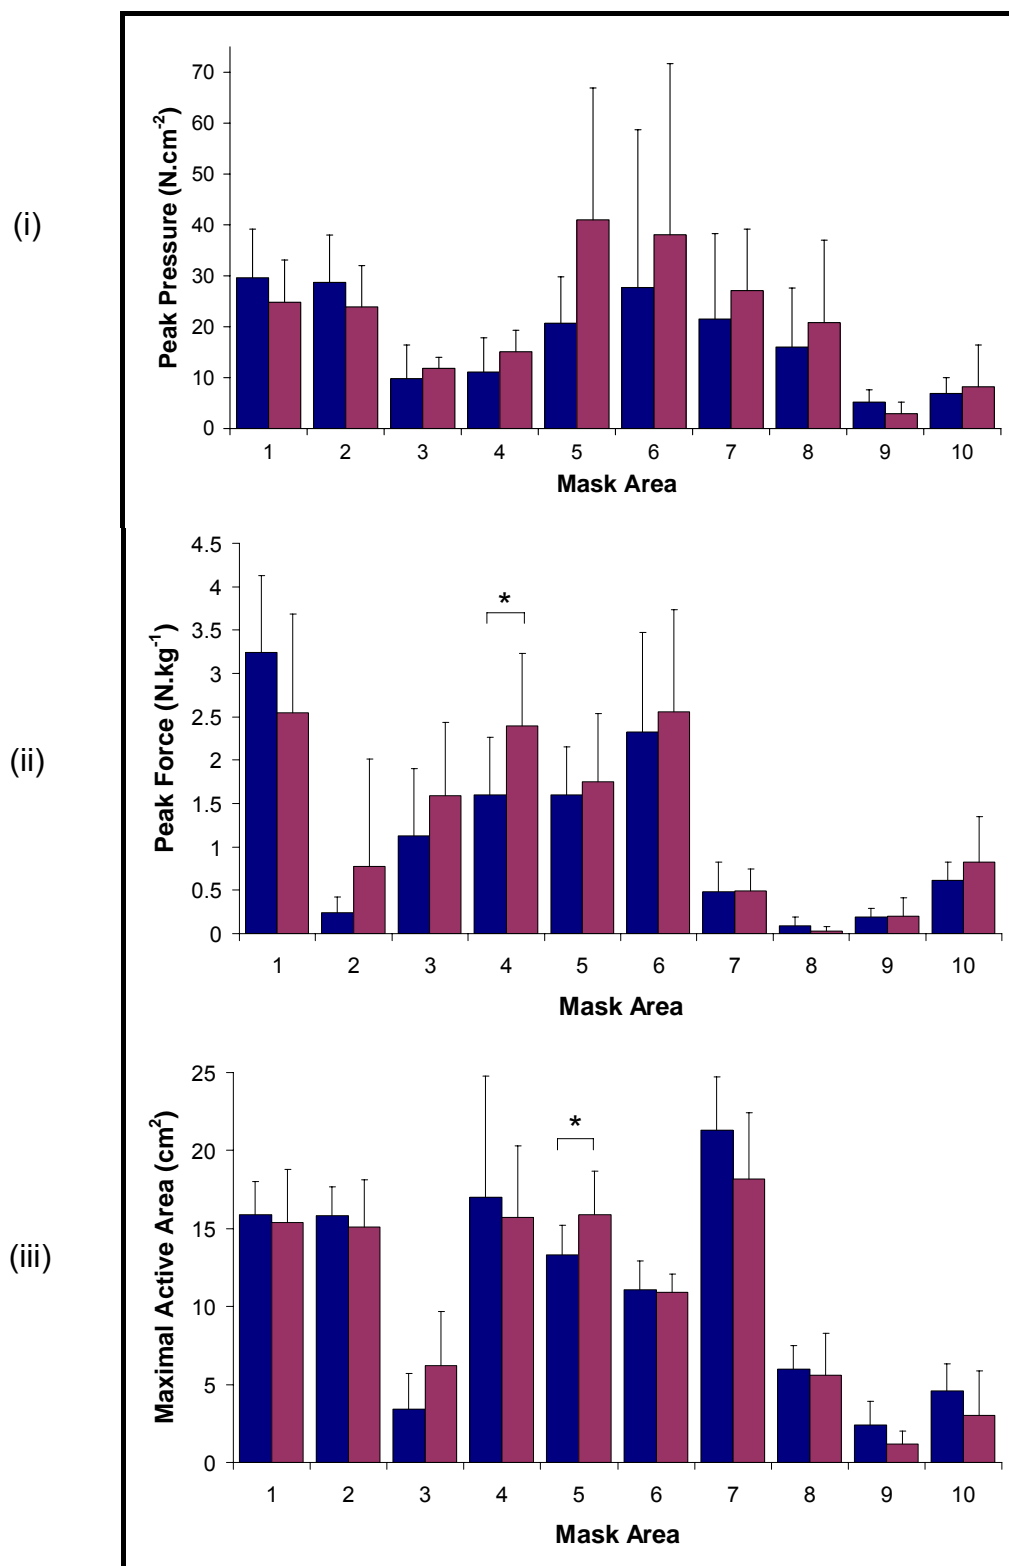 (i)
Peak Pressure (N.cm-2)
70
60
50
40
30
20
10
0
1 2 3 4 5 6 7 8 9 10
Mask Area
(ii)
Peak Force (N.kg-1)
4.5
4
3.5
3
2.5
2
1.5
1
0.5
0
*
1 2 3 4 5 6 7 8 9 10
Mask Area
(iii)
Maximal Active Area (cm2)
25
20
15
10
5
0
*
1 2 3 4 5 6 7 8 9 10
Mask Area